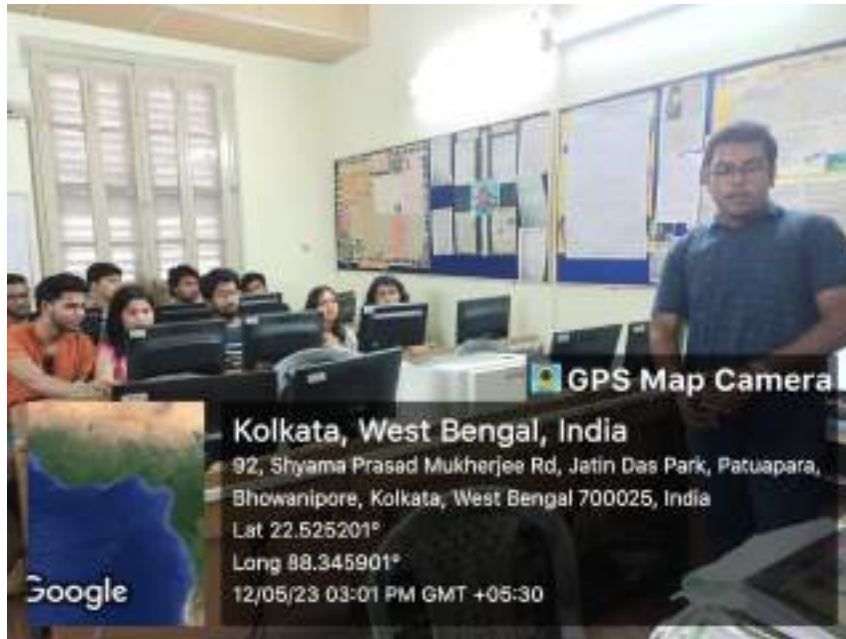 GPS Map Camera
Kolkata, West Bengal, India
92, Shyama Prasad Mukherjee Rd, Jatin Das Park, Patuapara,
Bhowanipore, Kolkata, West Bengal 700025, India
Lat 22.525201°
Long 88.345901°
12/05/23 03:01 PM GMT +05:30
Google